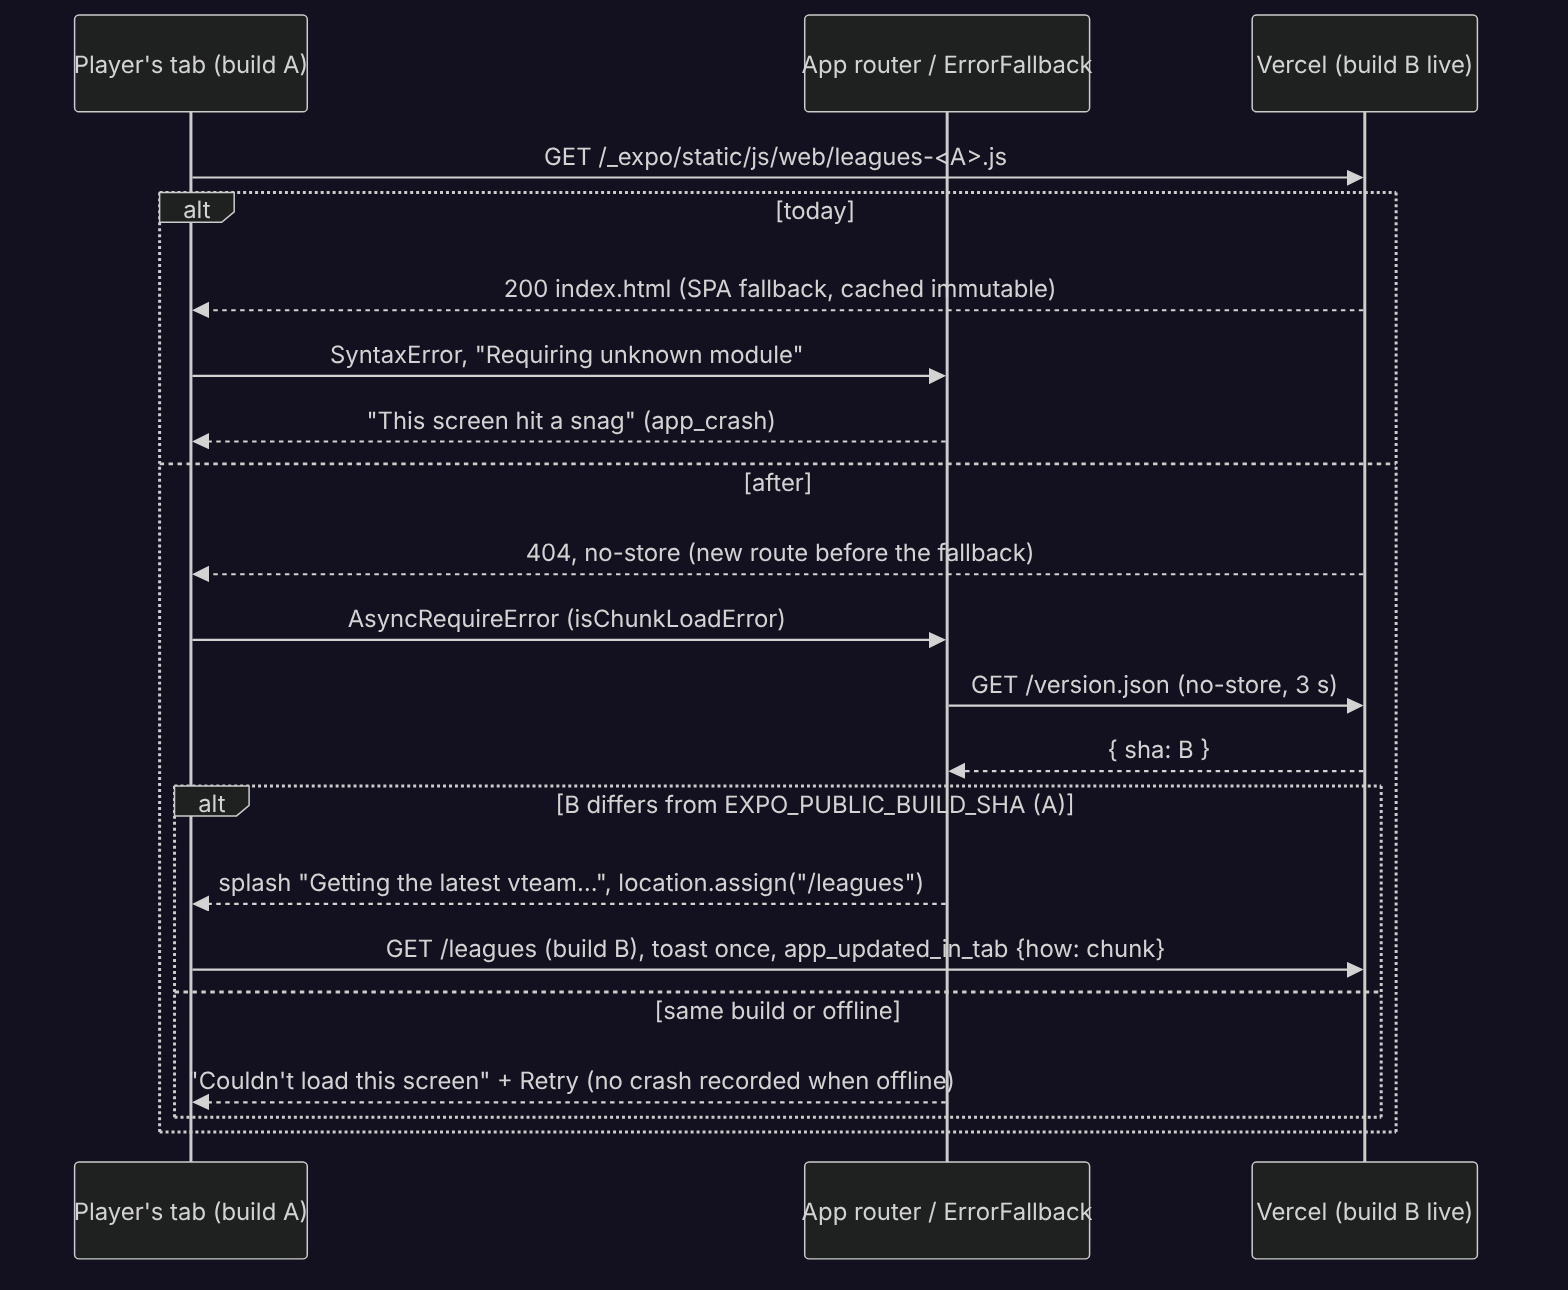 Player's tab (build A)
App router / ErrorFallback
Vercel (build B live)
GET /_expo/static/js/web/leagues-<A>.js
alt
[today]
200 index.html (SPA fallback, cached immutable)
SyntaxError, "Requiring unknown module"
"This screen hit a snag" (app_crash)
[after]
404, no-store (new route before the fallback)
AsyncRequireError (isChunkLoadError)
GET /version.json (no-store, 3 s)
{ sha: B }
alt
[B differs from EXPO_PUBLIC_BUILD_SHA (A)]
splash "Getting the latest vteam...", location.assign("/leagues")
GET /leagues (build B), toast once, app_updated_in_tab {how: chunk}
[same build or offline]
"Couldn't load this screen" + Retry (no crash recorded when offline)
Player's tab (build A)
App router / ErrorFallback
Vercel (build B live)